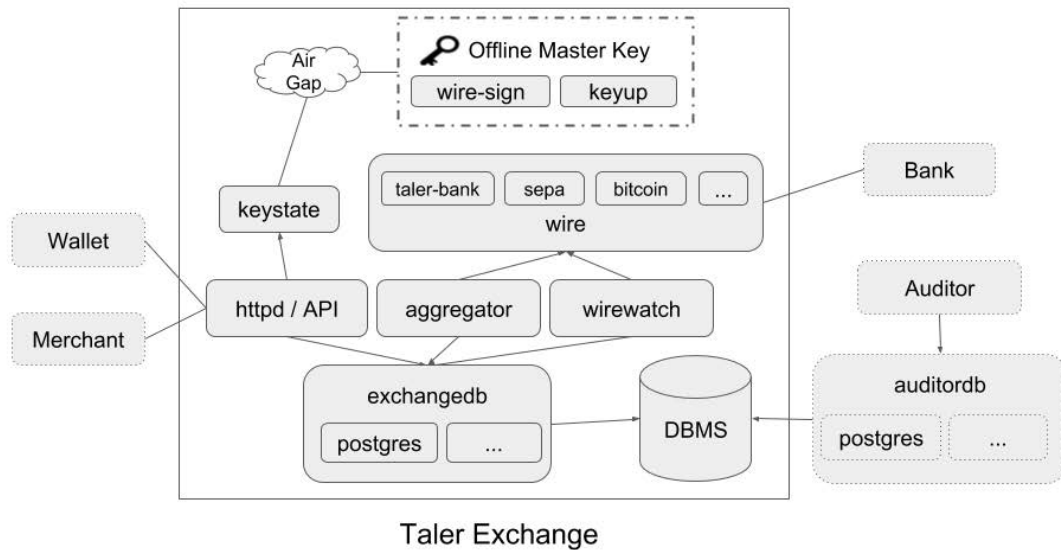 Air
Gap
Offline Master Key
wire-sign
keyup
taler-bank
sepa
bitcoin
...
wire
Bank
keystate
Wallet
Merchant
httpd / API
aggregator
wirewatch
Auditor
exchangedb
postgres
...
DBMS
auditordb
postgres
...
Taler Exchange